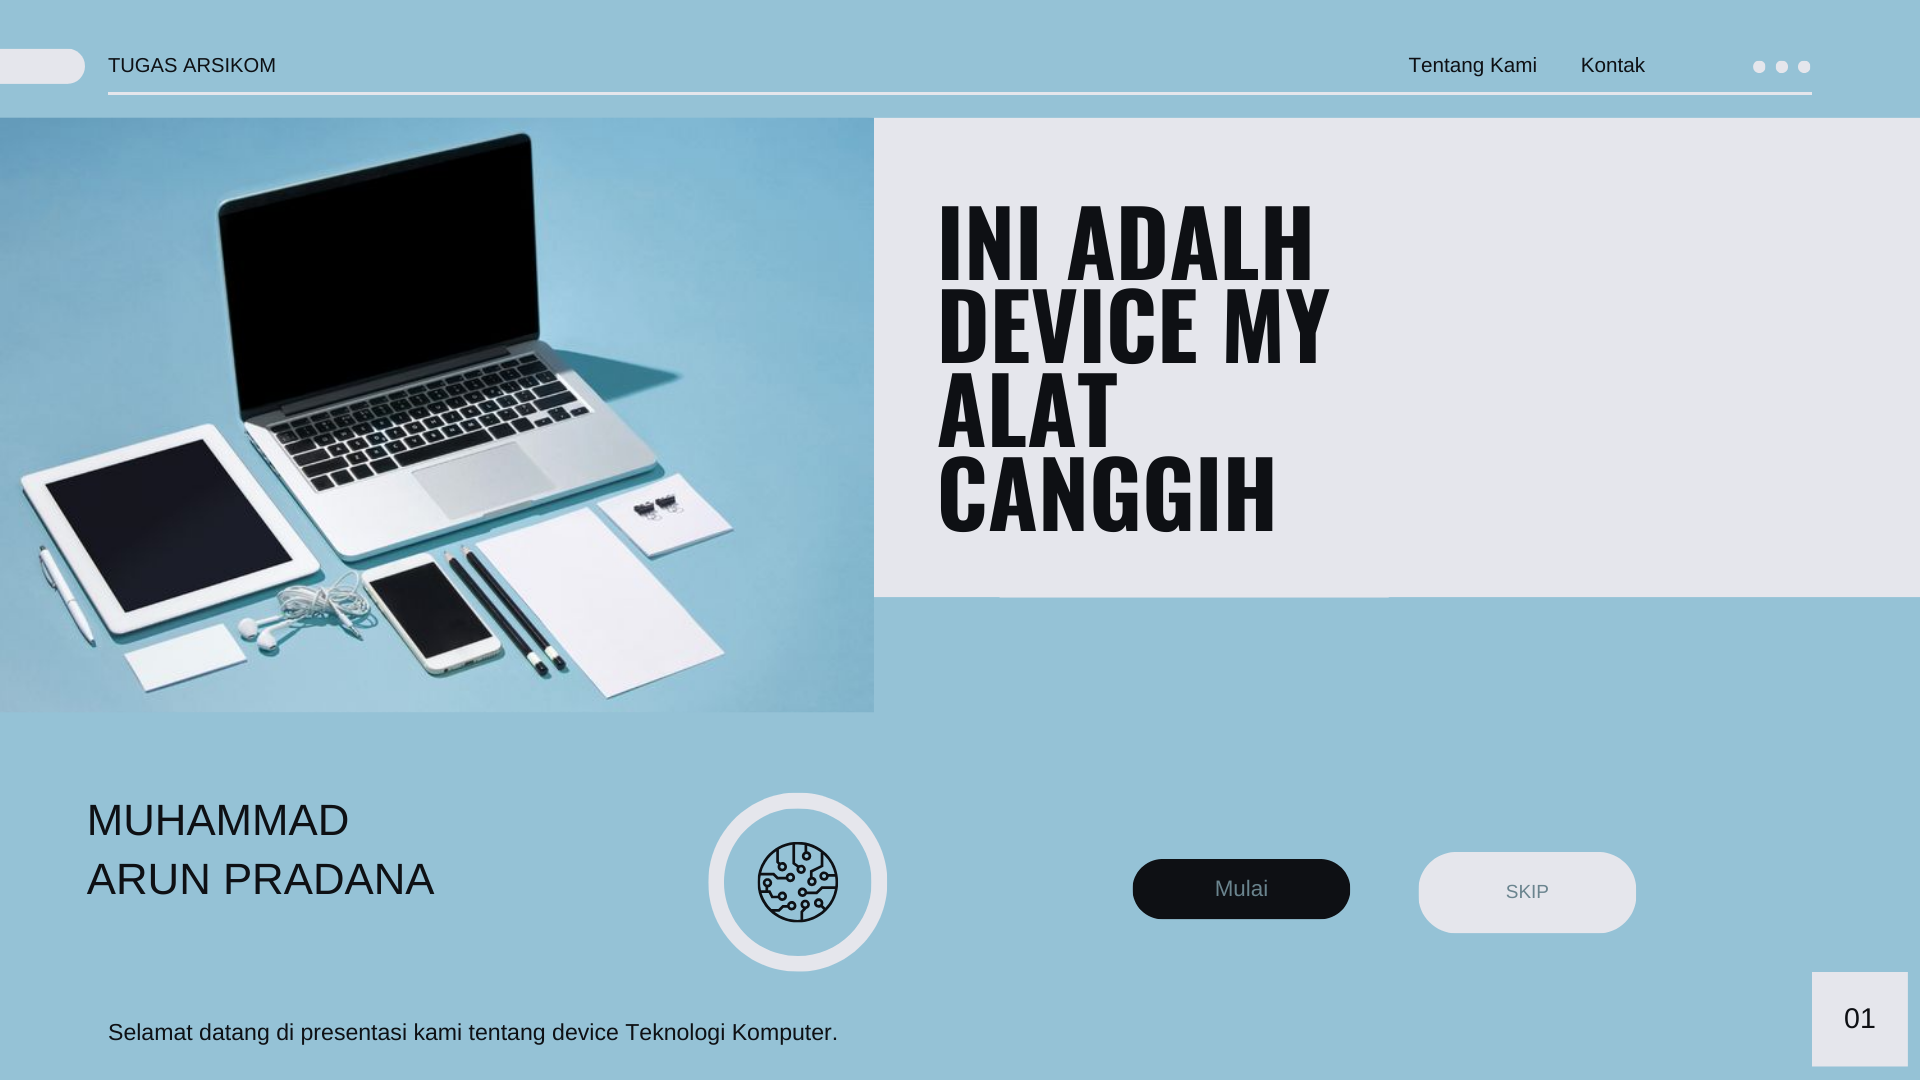 TUGAS ARSIKOM
Tentang Kami
Kontak
INI ADALH
DEVICE MY
ALAT
CANGGIH
MUHAMMAD
ARUN PRADANA
Mulai
SKIP
Selamat datang di presentasi kami tentang device Teknologi Komputer.
01